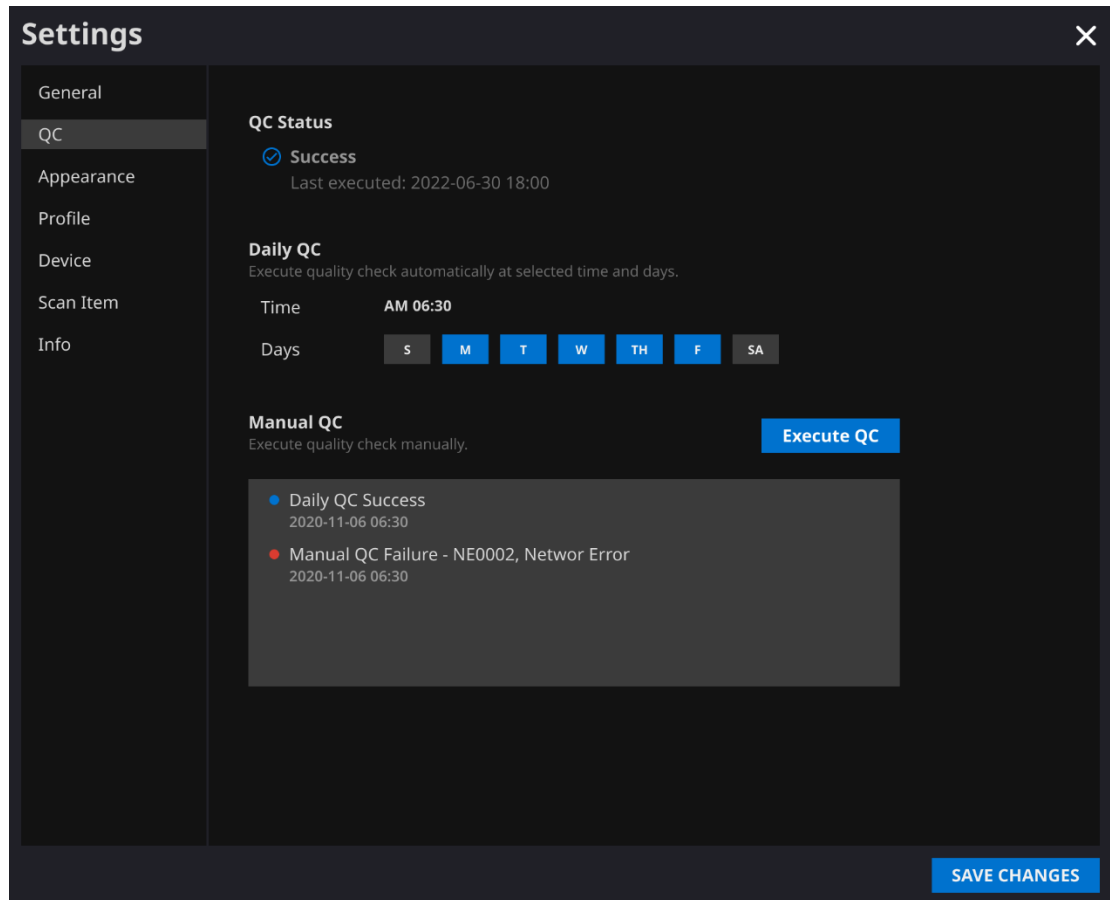 Settings
General
QC
Appearance
Profile
Device
Scan Item
Info
QC Status
Success
Last executed: 2022-06-30 18:00
Daily QC
Execute quality check automatically at selected time and days.
Time AM 06:30
Days S M T W TH F SA
Manual QC
Execute quality check manually.
Execute QC
Daily QC Success
2020-11-06 06:30
Manual QC Failure - NE0002, Networ Error
2020-11-06 06:30
SAVE CHANGES